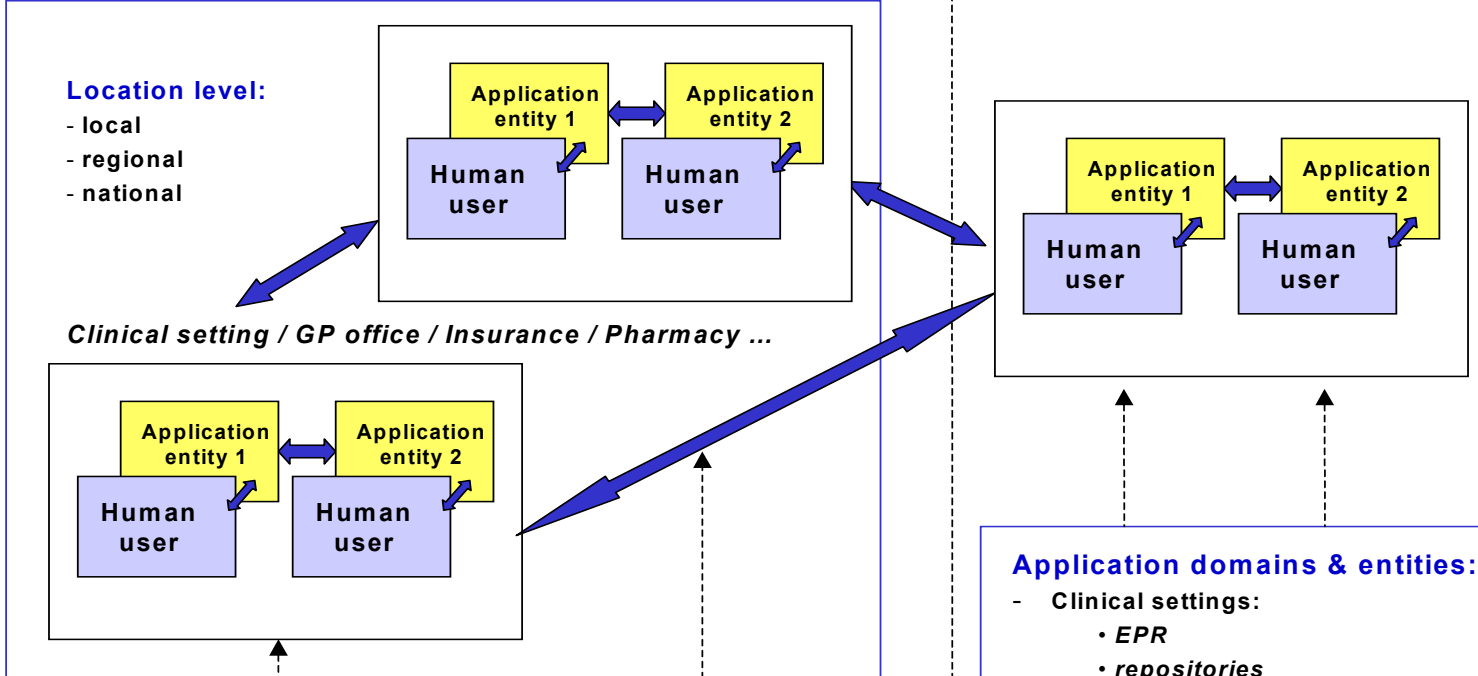 Location level:
- local
- regional
- national
Application
entity 1
Application
entity 2
Human
user
Human
user
Application
entity 1
Application
entity 2
Human
user
Human
user
Clinical setting / GP office / Insurance / Pharmacy ...
Application
entity 1
Application
entity 2
Human
user
Human
user
Application domains & entities:
- Clinical settings:
• EPR
• repositories